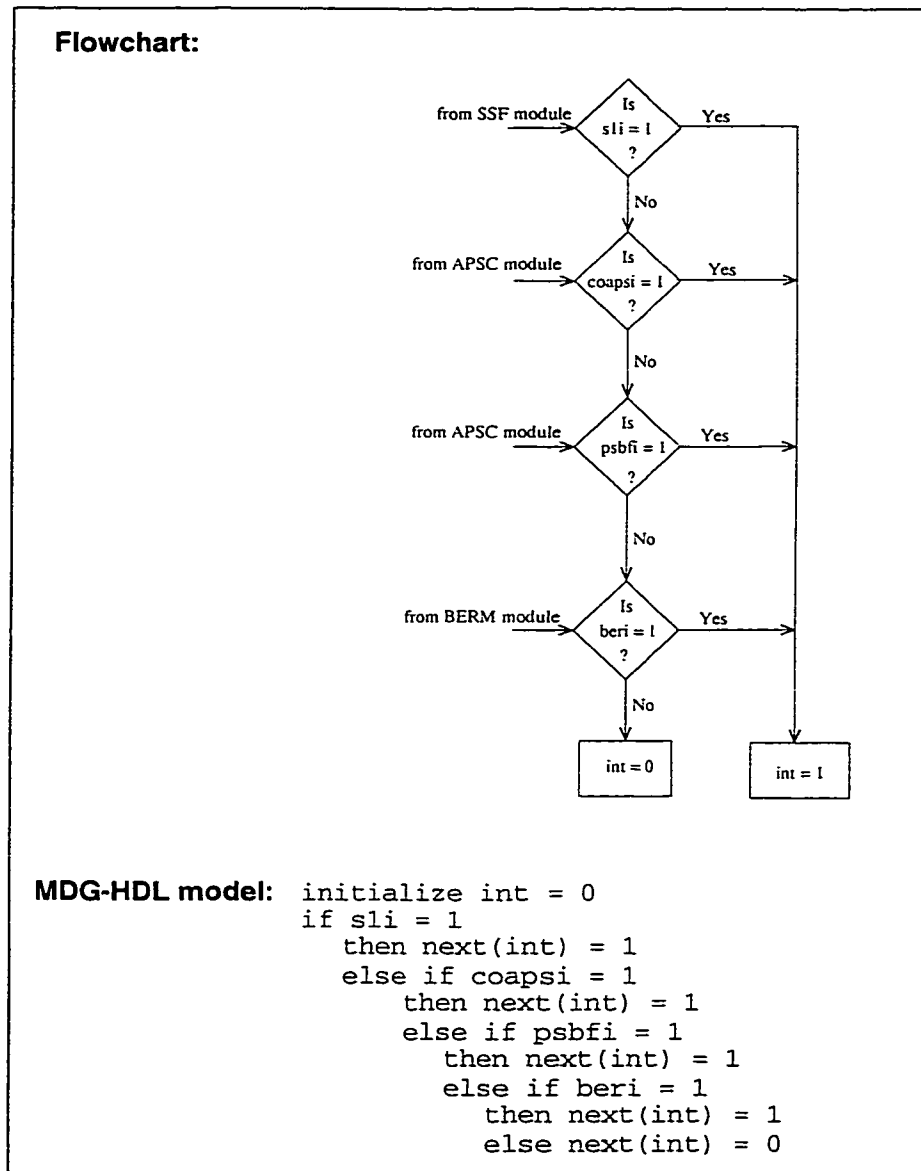 Flowchart:
from SSF module
Is
sli = 1
?
Yes
No
from APSC module
Is
coapsi = 1
?
Yes
No
from APSC module
Is
psbfi = 1
?
Yes
No
from BERM module
Is
beri = 1
?
Yes
No
int = 0
int = 1
MDG-HDL model: initialize int = 0
if sli = 1
then next(int) = 1
else if coapsi = 1
then next(int) = 1
else if psbfi = 1
then next(int) = 1
else if beri = 1
then next(int) = 1
else next(int) = 0